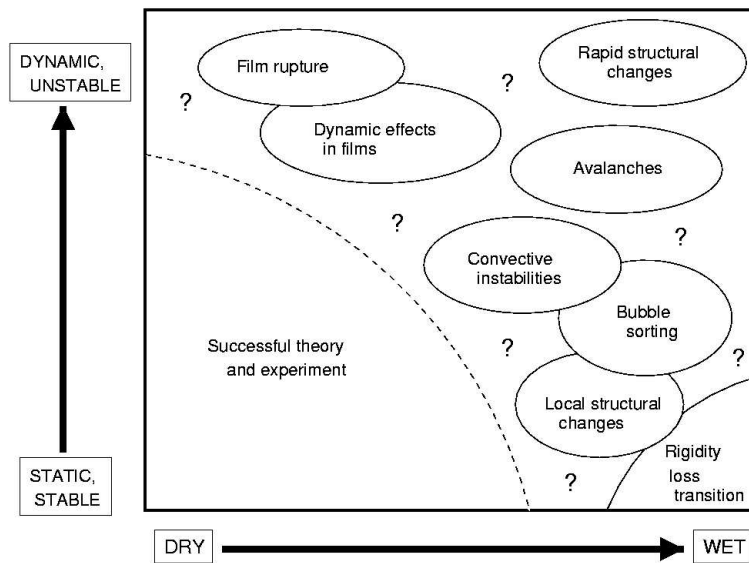 DYNAMIC,
UNSTABLE
Film rupture
Rapid structural
changes
?
?
Dynamic effects
in films
Avalanches
?
?
Convective
instabilities
Bubble
sorting
Successful theory
and experiment
?
?
Local structural
changes
Rigidity
loss
transition
?
STATIC,
STABLE
DRY
WET